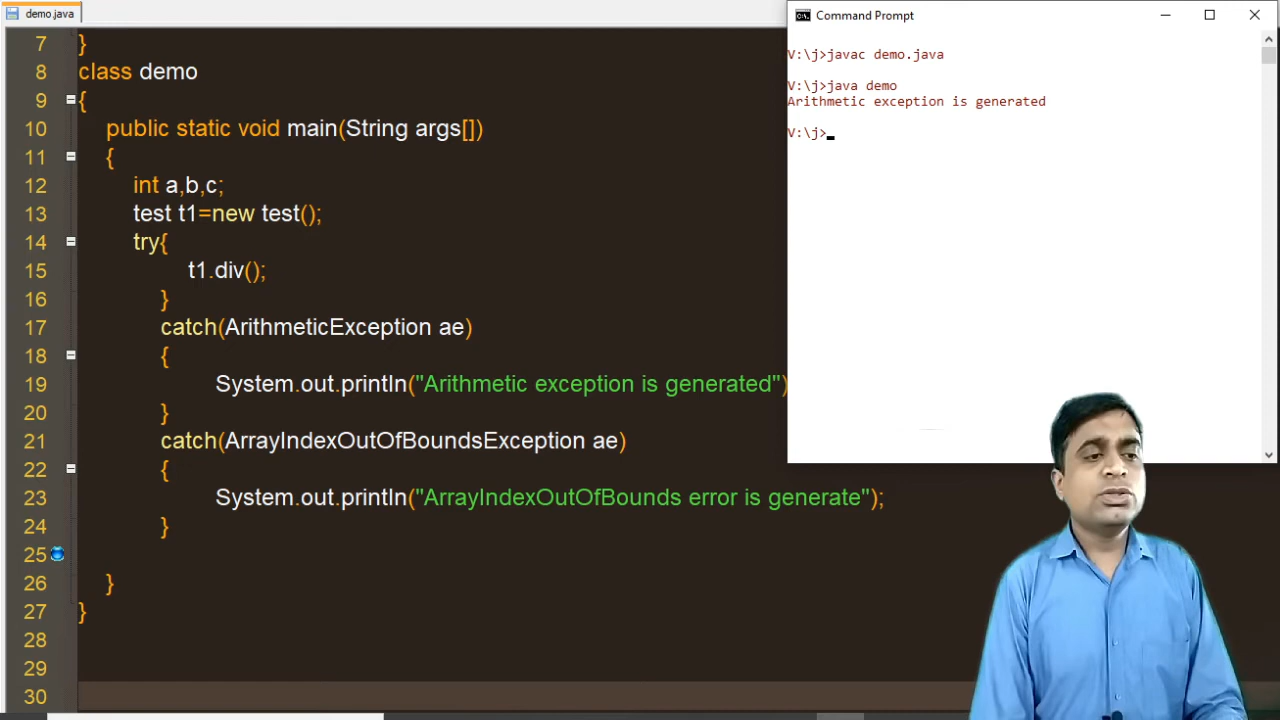 demo.java
7 }
8 class demo
9 {
10 public static void main(String args[])
11 {
12 int a,b,c;
13 test t1=new test();
14 try{
15 t1.div();
16 }
17 catch(ArithmeticException ae)
18 {
19 System.out.println("Arithmetic exception is generated")
20 }
21 catch(ArrayIndexOutOfBoundsException ae)
22 {
23 System.out.println("ArrayIndexOutOfBounds error is generate");
24 }
25
26 }
27 }
28
29
30
Command Prompt
V:\j>javac demo.java
V:\j>java demo
Arithmetic exception is generated
V:\j>